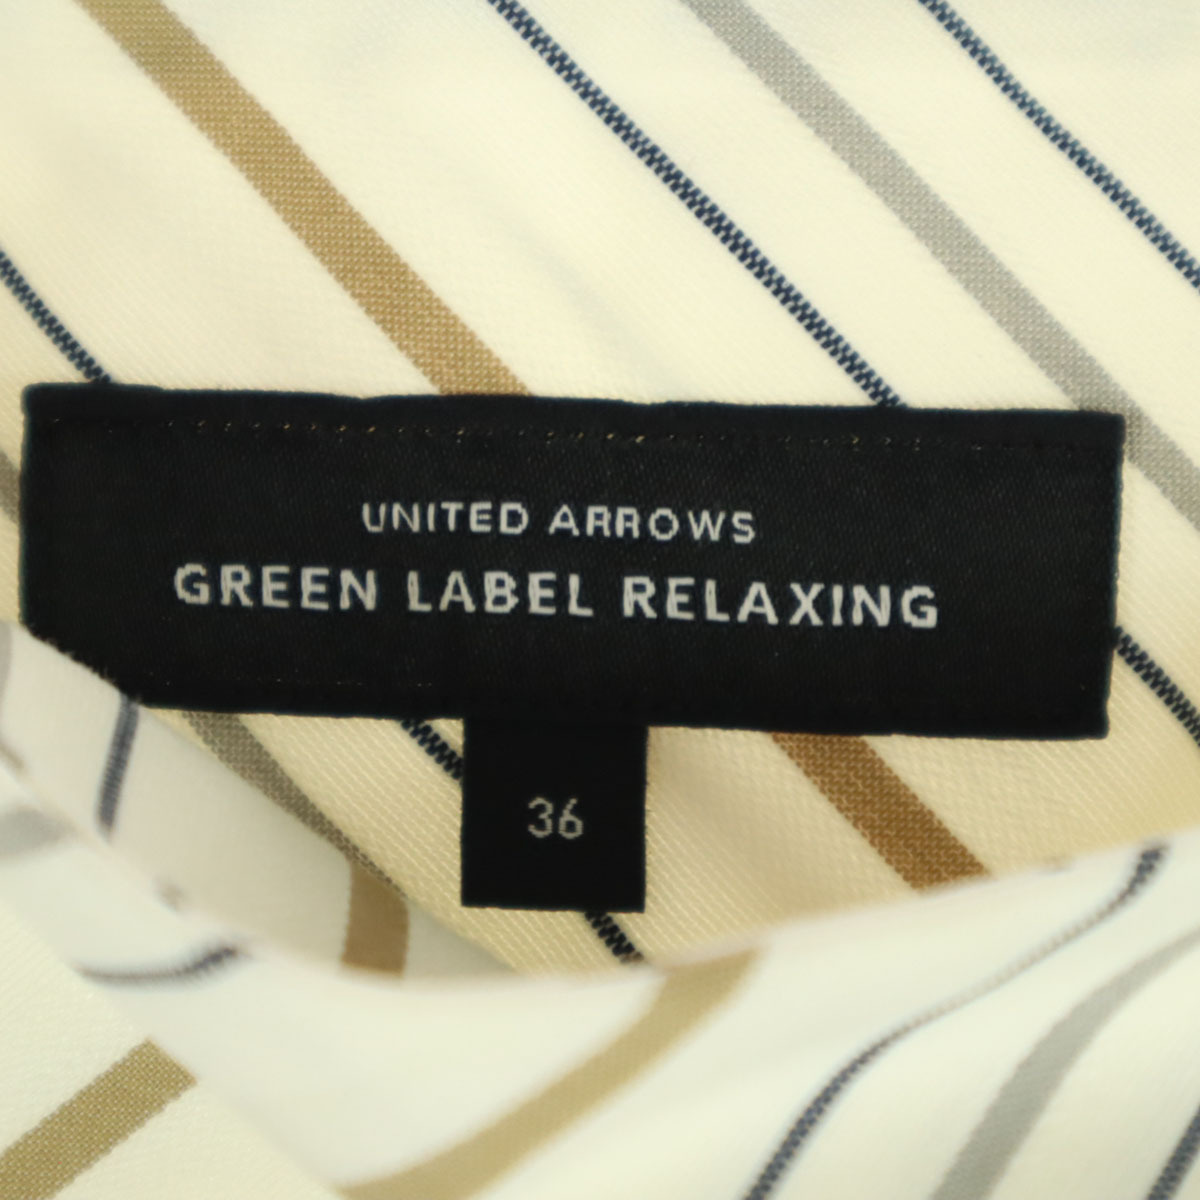 UNITED ARROWS
GREEN LABEL RELAXING
36